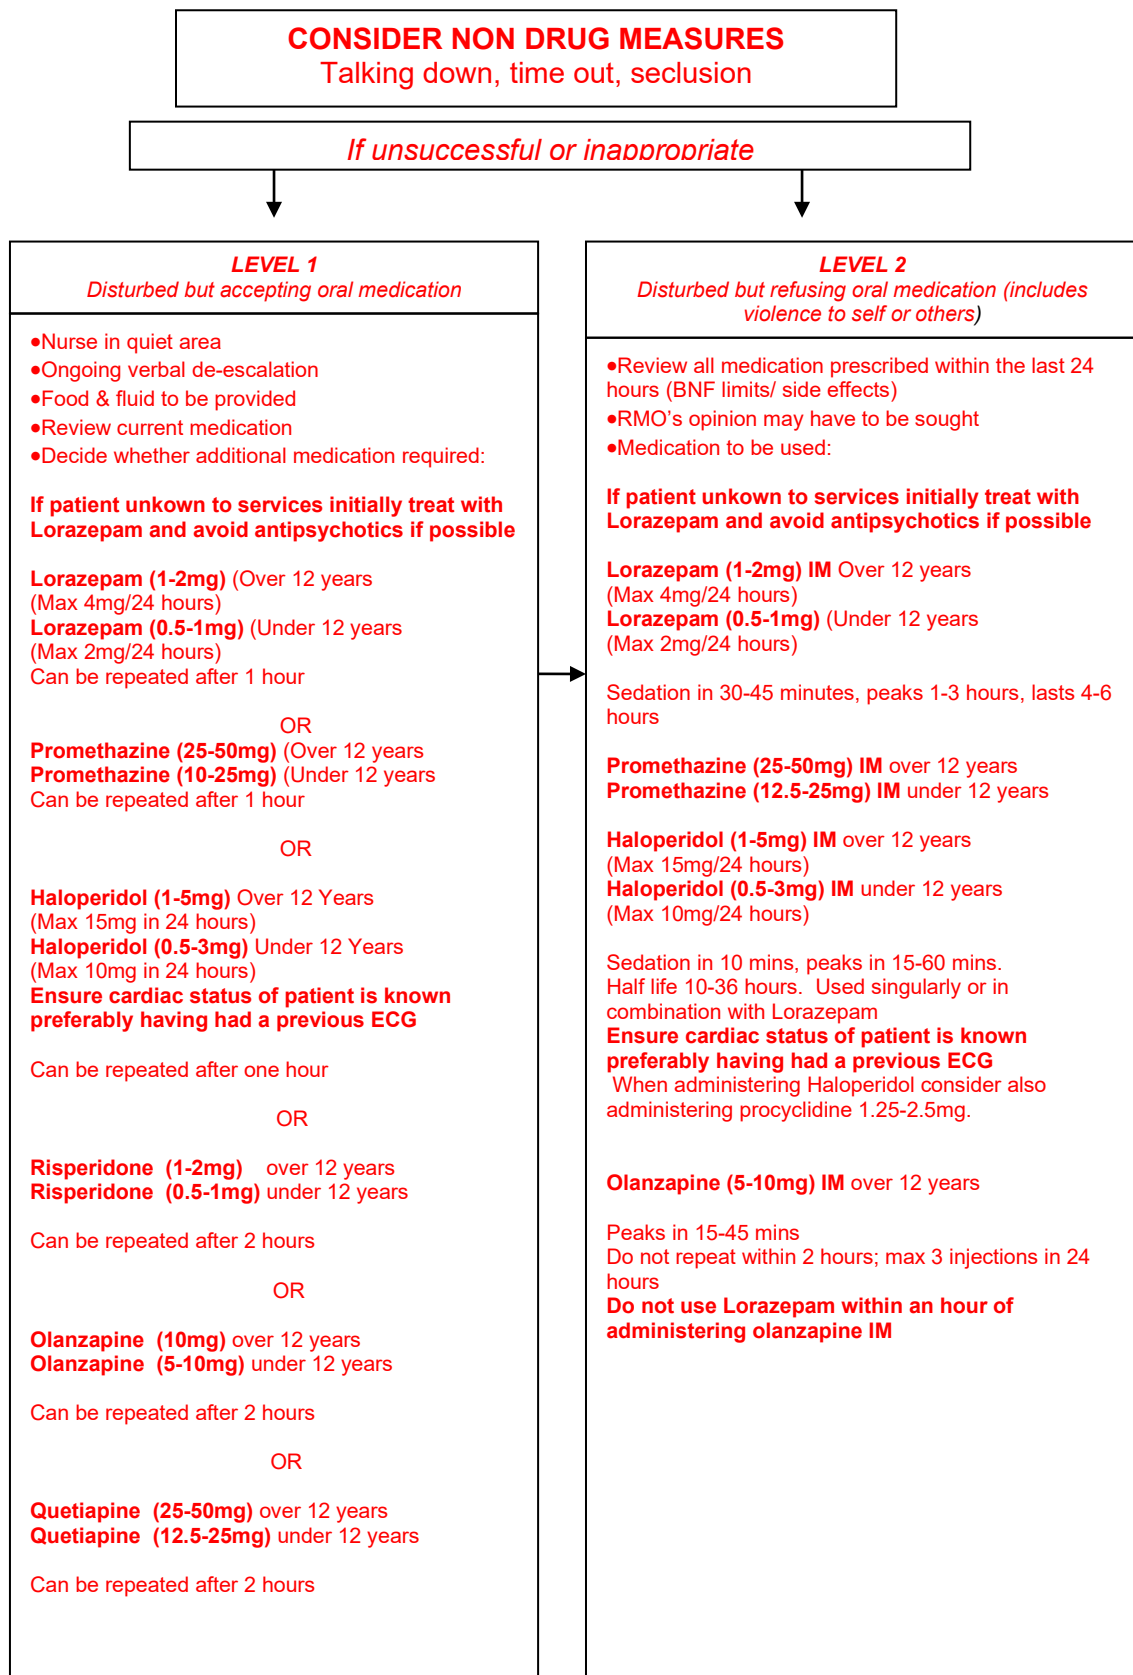 CONSIDER NON DRUG MEASURES
Talking down, time out, seclusion
If unsuccessful or inappropriate
LEVEL 1
Disturbed but accepting oral medication
•Nurse in quiet area
•Ongoing verbal de-escalation
•Food & fluid to be provided
•Review current medication
•Decide whether additional medication required:
If patient unkown to services initially treat with
Lorazepam and avoid antipsychotics if possible
Lorazepam (1-2mg) (Over 12 years
(Max 4mg/24 hours)
Lorazepam (0.5-1mg) (Under 12 years
(Max 2mg/24 hours)
Can be repeated after 1 hour
OR
Promethazine (25-50mg) (Over 12 years
Promethazine (10-25mg) (Under 12 years
Can be repeated after 1 hour
OR
Haloperidol (1-5mg) Over 12 Years
(Max 15mg in 24 hours)
Haloperidol (0.5-3mg) Under 12 Years
(Max 10mg in 24 hours)
Ensure cardiac status of patient is known
preferably having had a previous ECG
Can be repeated after one hour
OR
Risperidone (1-2mg) over 12 years
Risperidone (0.5-1mg) under 12 years
Can be repeated after 2 hours
OR
Olanzapine (10mg) over 12 years
Olanzapine (5-10mg) under 12 years
Can be repeated after 2 hours
OR
Quetiapine (25-50mg) over 12 years
Quetiapine (12.5-25mg) under 12 years
Can be repeated after 2 hours
LEVEL 2
Disturbed but refusing oral medication (includes
violence to self or others)
•Review all medication prescribed within the last 24
hours (BNF limits/ side effects)
•RMO's opinion may have to be sought
•Medication to be used:
If patient unkown to services initially treat with
Lorazepam and avoid antipsychotics if possible
Lorazepam (1-2mg) IM Over 12 years
(Max 4mg/24 hours)
Lorazepam (0.5-1mg) (Under 12 years
(Max 2mg/24 hours)
Sedation in 30-45 minutes, peaks 1-3 hours, lasts 4-6
hours
Promethazine (25-50mg) IM over 12 years
Promethazine (12.5-25mg) IM under 12 years
Haloperidol (1-5mg) IM over 12 years
(Max 15mg/24 hours)
Haloperidol (0.5-3mg) IM under 12 years
(Max 10mg/24 hours)
Sedation in 10 mins, peaks in 15-60 mins.
Half life 10-36 hours. Used singularly or in
combination with Lorazepam
Ensure cardiac status of patient is known
preferably having had a previous ECG
When administering Haloperidol consider also
administering procyclidine 1.25-2.5mg.
Olanzapine (5-10mg) IM over 12 years
Peaks in 15-45 mins
Do not repeat within 2 hours; max 3 injections in 24
hours
Do not use Lorazepam within an hour of
administering olanzapine IM